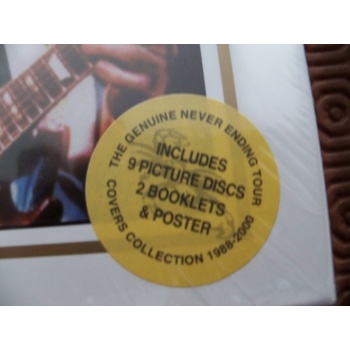 THE GENUINE NEVER ENDING TOUR
INCLUDES
9 PICTURE DISCS
2 BOOKLETS
& POSTER
COVERS COLLECTION 1988-2000